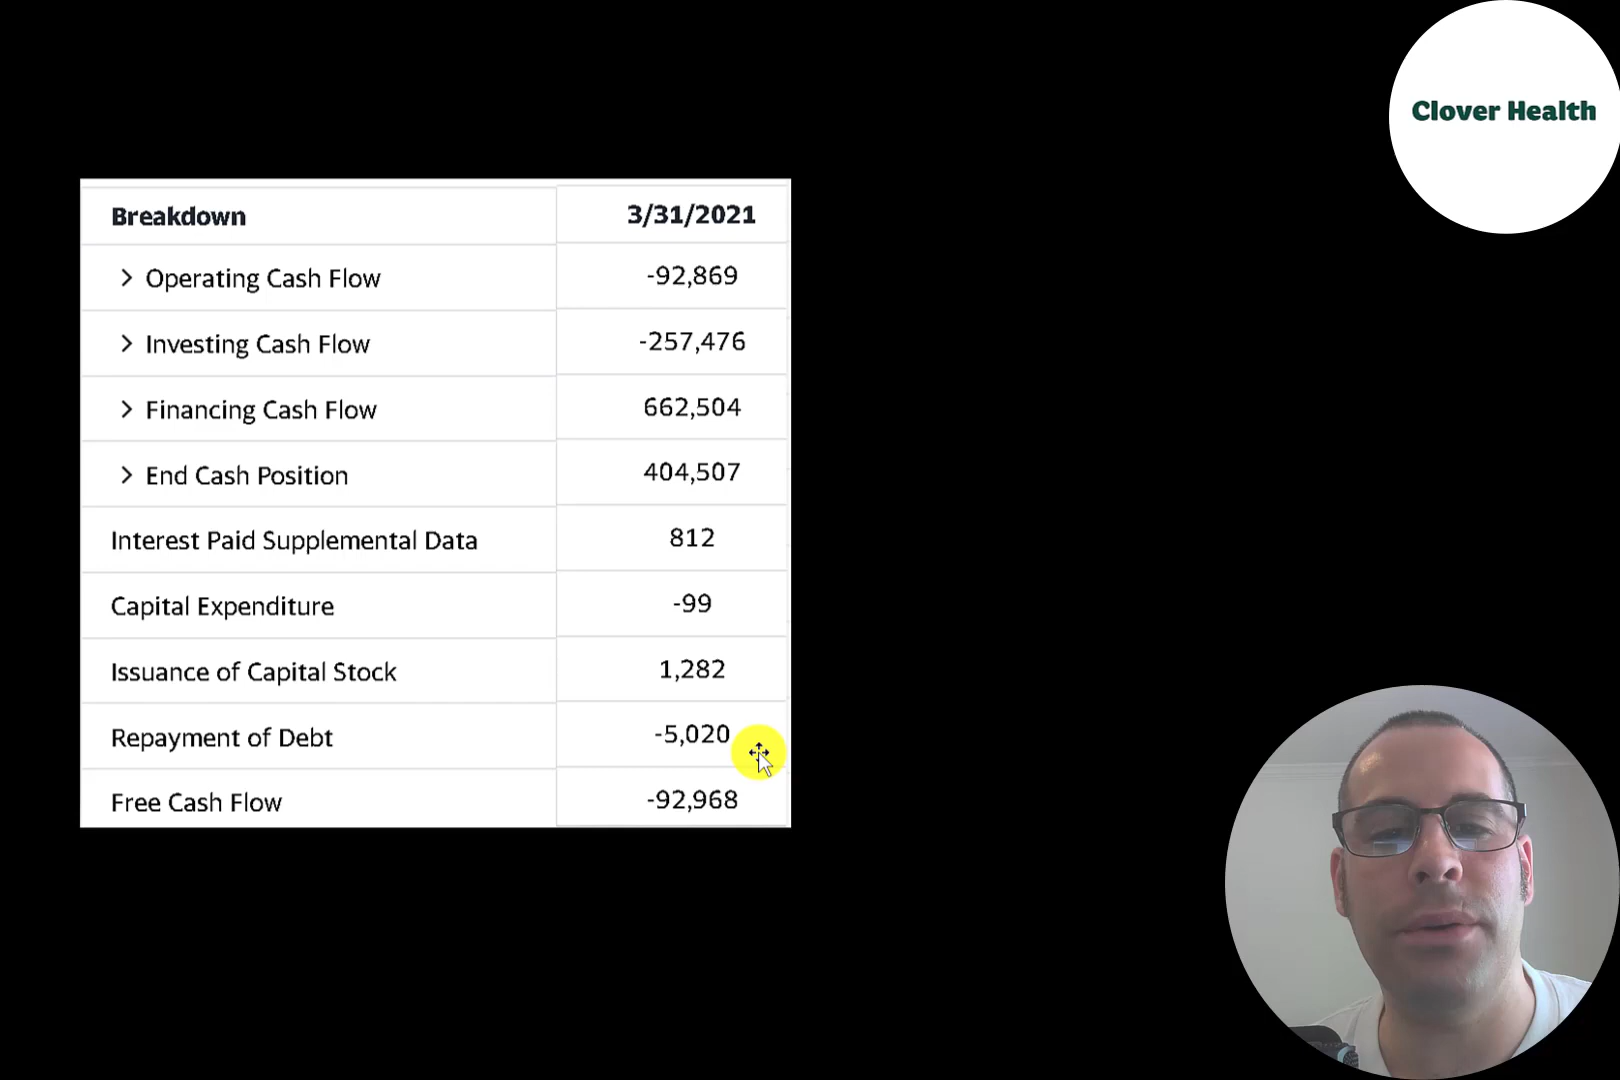 Clover Health
Breakdown 3/31/2021
Operating Cash Flow -92,869
Investing Cash Flow -257,476
Financing Cash Flow 662,504
End Cash Position 404,507
Interest Paid Supplemental Data 812
Capital Expenditure -99
Issuance of Capital Stock 1,282
Repayment of Debt -5,020
Free Cash Flow -92,968